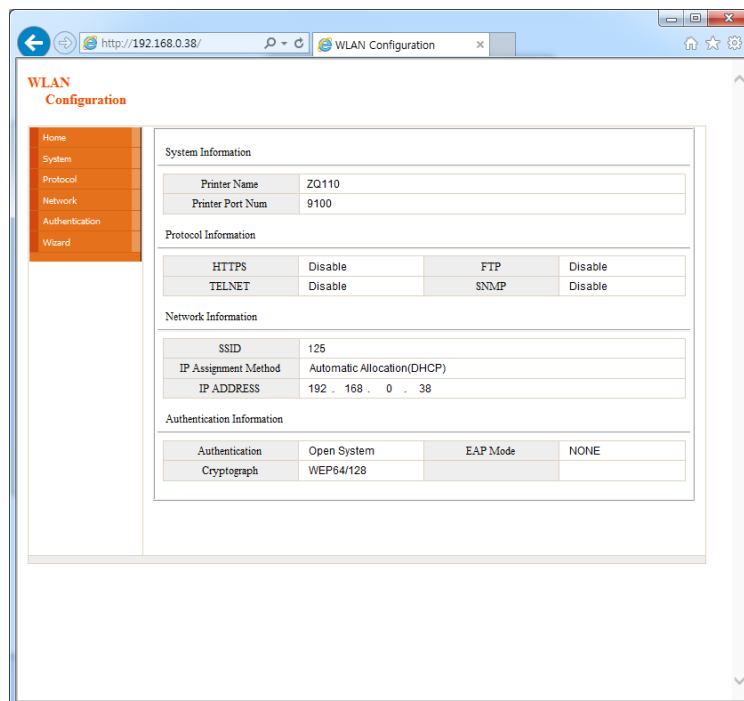 http://192.168.0.38/
WLAN Configuration
WLAN
Configuration
Home
System
Protocol
Network
Authentication
Wizard
System Information
Printer Name ZQ110
Printer Port Num 9100
Protocol Information
HTTPS Disable FTP Disable
TELNET Disable SNMP Disable
Network Information
SSID 125
IP Assignment Method Automatic Allocation(DHCP)
IP ADDRESS 192 . 168 . 0 . 38
Authentication Information
Authentication Open System EAP Mode NONE
Cryptograph WEP64/128